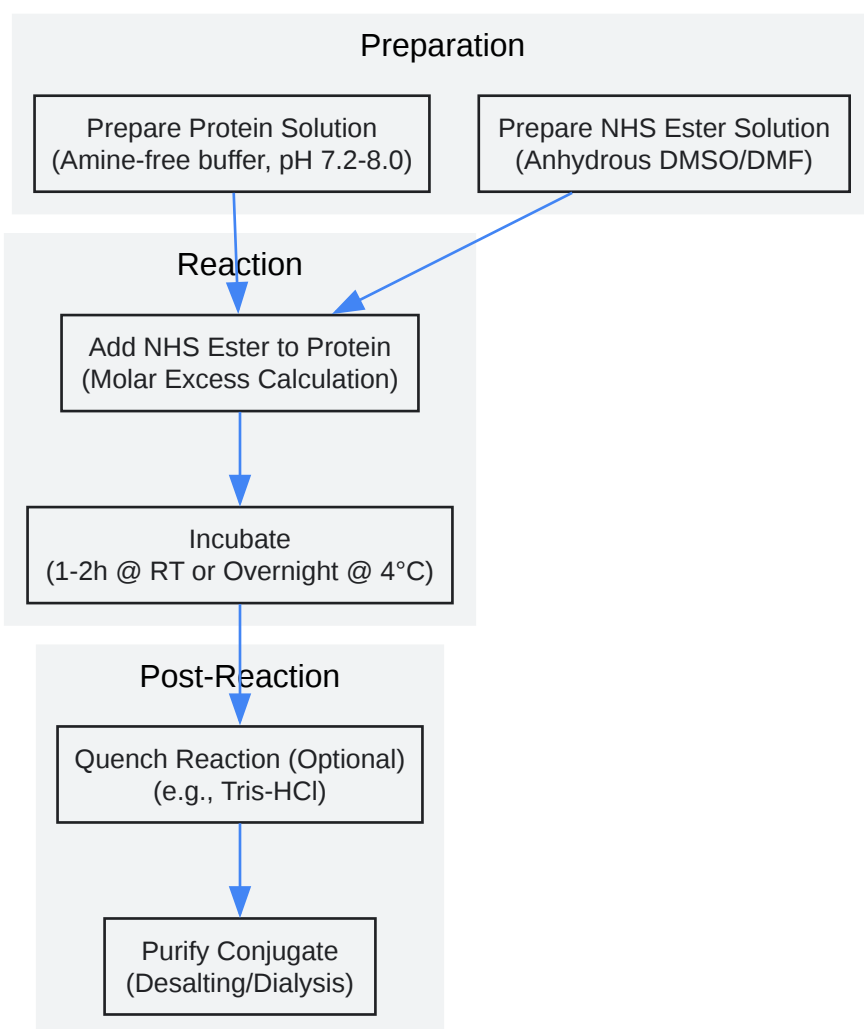 Preparation
Prepare Protein Solution
(Amine-free buffer, pH 7.2-8.0)
Prepare NHS Ester Solution
(Anhydrous DMSO/DMF)
Reaction
Add NHS Ester to Protein
(Molar Excess Calculation)
Incubate
(1-2h @ RT or Overnight @ 4°C)
Post-Reaction
Quench Reaction (Optional)
(e.g., Tris-HCl)
Purify Conjugate
(Desalting/Dialysis)